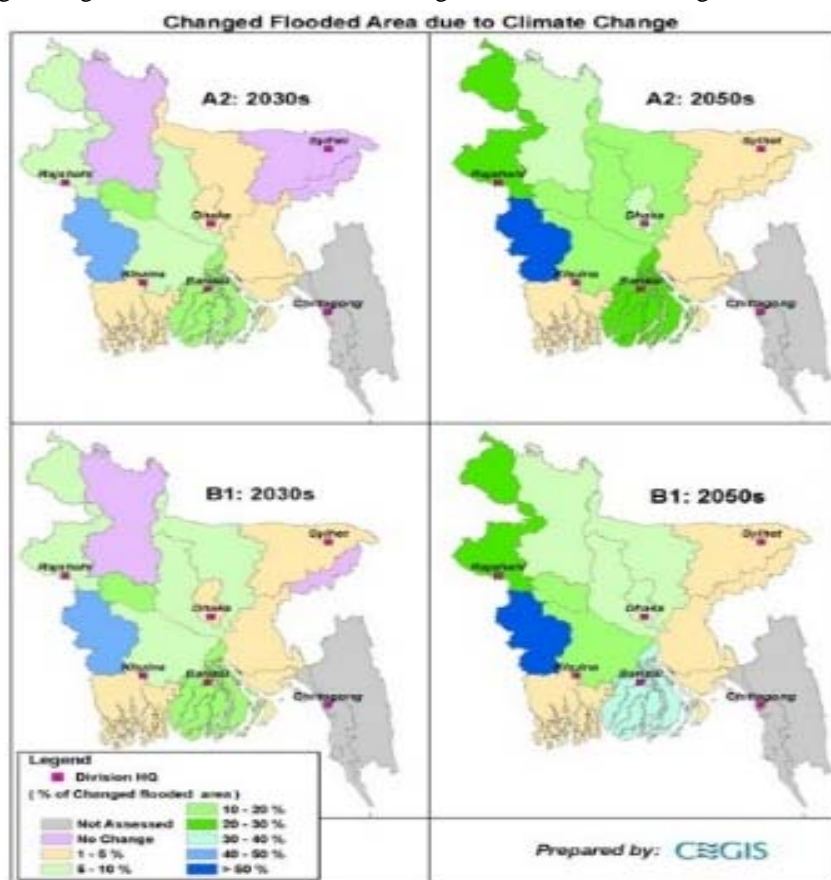 Changed Flooded Area due to Climate Change
A2: 2030s
Sylhet
Rajshahi
Dhaka
Khulna
Barisal
Chittagong
A2: 2050s
Sylhet
Rajshahi
Dhaka
Khulna
Barisal
Chittagong
B1: 2030s
Sylhet
Rajshahi
Dhaka
Khulna
Barisal
Chittagong
B1: 2050s
Sylhet
Rajshahi
Dhaka
Khulna
Barisal
Chittagong
Legend
Division HQ
( % of Changed flooded area )
Not Assessed
No Change
1 - 5 %
5 - 10 %
10 - 20 %
20 - 30 %
30 - 40 %
40 - 50 %
> 50 %
Prepared by: CEGIS